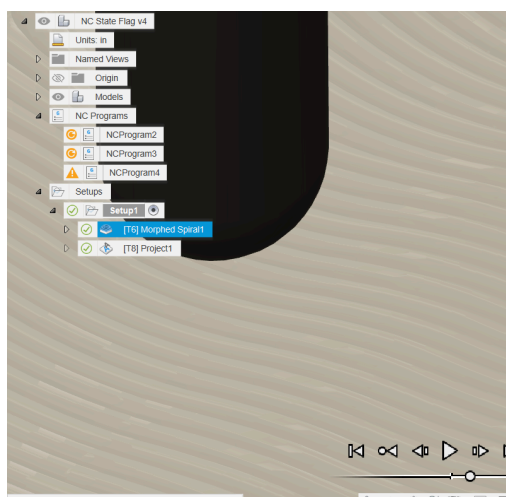 NC State Flag v4
Units: in
Named Views
Origin
Models
NC Programs
NCProgram2
NCProgram3
NCProgram4
Setups
Setup1
[T6] Morphed Spiral1
[T8] Project1